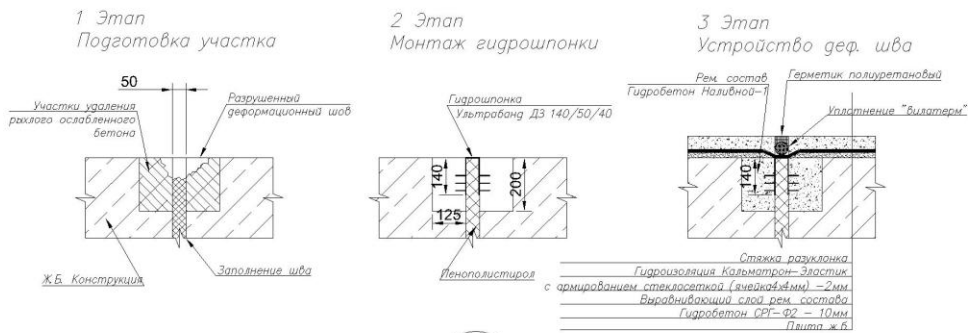 1 Этап
Подготовка участка
50
Участки удаления
рыхлого ослабленного
бетона
Разрушенный
деформационный шов
Ж.Б. Конструкция
Заполнение шва
2 Этап
Монтаж гидрошпонки
Гидрошпонка
Ультрабанд ДЗ 140/50/40
140
200
125
Пенополистирол
3 Этап
Устройство деф. шва
Рем. состав
Гидробетон Наливной-1
Герметик полиуретановый
Уплотнение "вилатерм"
140
Стяжка разуклонка
Гидроизоляция Кальматрон-Эластик
с армированием стеклосеткой (ячейка4х4мм) -2мм
Выравнивающий слой рем. состава
Гидробетон СРГ-Ф2 - 10мм
Плита ж.б